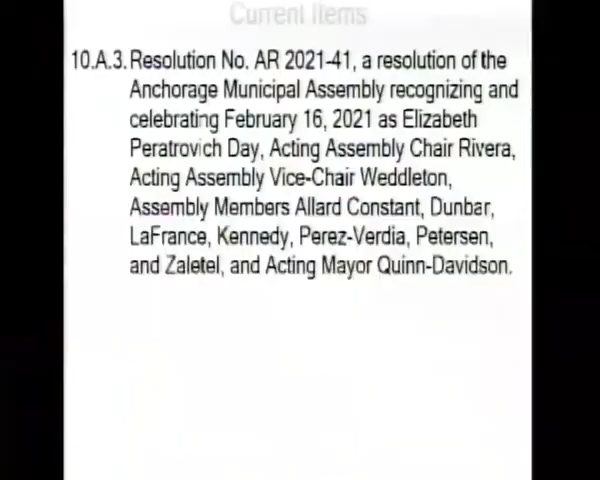 Current Items
10.A.3. Resolution No. AR 2021-41, a resolution of the
Anchorage Municipal Assembly recognizing and
celebrating February 16, 2021 as Elizabeth
Peratrovich Day, Acting Assembly Chair Rivera,
Acting Assembly Vice-Chair Weddleton,
Assembly Members Allard Constant, Dunbar,
LaFrance, Kennedy, Perez-Verdia, Petersen,
and Zaletel, and Acting Mayor Quinn-Davidson.